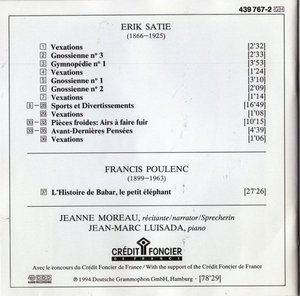 439 767-2 GH
ERIK SATIE
(1866–1925)
1 Vexations [2'32]
2 Gnossienne n° 3 [2'33]
3 Gymnopédie n° 1 [3'53]
4 Vexations [1'24]
5 Gnossienne n° 1 [3'10]
6 Gnossienne n° 2 [2'09]
7 Vexations [1'14]
8 – 28 Sports et Divertissements [16'49]
29 Vexations [1'08]
30 – 32 Pièces froides: Airs à faire fuir [10'15]
33 – 35 Avant-Dernières Pensées [4'39]
36 Vexations [1'06]
FRANCIS POULENC
(1899–1963)
37 L'Histoire de Babar, le petit éléphant [27'26]
JEANNE MOREAU, récitante/narrator/Sprecherin
JEAN-MARC LUISADA, piano
CRÉDIT FONCIER
DE FRANCE
Avec le concours du Crédit Foncier de France/With the support of the Crédit Foncier de France
℗ 1994 Deutsche Grammophon GmbH, Hamburg · [78'29]